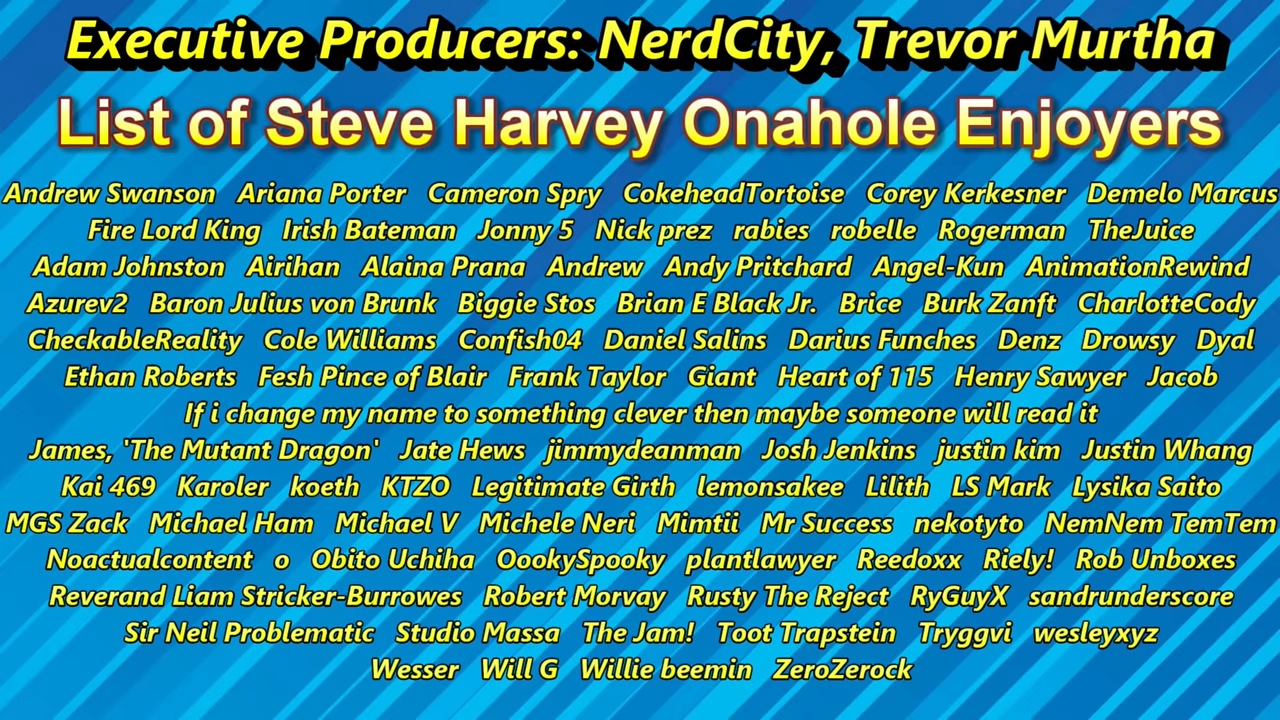 Executive Producers: NerdCity, Trevor Murtha
List of Steve Harvey Onahole Enjoyers
Andrew Swanson Ariana Porter Cameron Spry CokeheadTortoise Corey Kerkesner Demelo Marcus
Fire Lord King Irish Bateman Jonny 5 Nick prez rabies robelle Rogerman TheJuice
Adam Johnston Airihan Alaina Prana Andrew Andy Pritchard Angel-Kun AnimationRewind
Azurev2 Baron Julius von Brunk Biggie Stos Brian E Black Jr. Brice Burk Zanft CharlotteCody
CheckableReality Cole Williams Confish04 Daniel Salins Darius Funches Denz Drowsy Dyal
Ethan Roberts Fesh Pince of Blair Frank Taylor Giant Heart of 115 Henry Sawyer Jacob
If i change my name to something clever then maybe someone will read it
James, 'The Mutant Dragon' Jate Hews jimmydeanman Josh Jenkins justin kim Justin Whang
Kai 469 Karoler koeth KTZO Legitimate Girth lemonsakee Lilith LS Mark Lysika Saito
MGS Zack Michael Ham Michael V Michele Neri Mimtii Mr Success nekotyto NemNem TemTem
Noactualcontent o Obito Uchiha OookySpooky plantlawyer Reedoxx Riely! Rob Unboxes
Reverand Liam Stricker-Burrowes Robert Morvay Rusty The Reject RyGuyX sandrunderscore
Sir Neil Problematic Studio Massa The Jam! Toot Trapstein Tryggvi wesleyxyz
Wesser Will G Willie beemin ZeroZerock